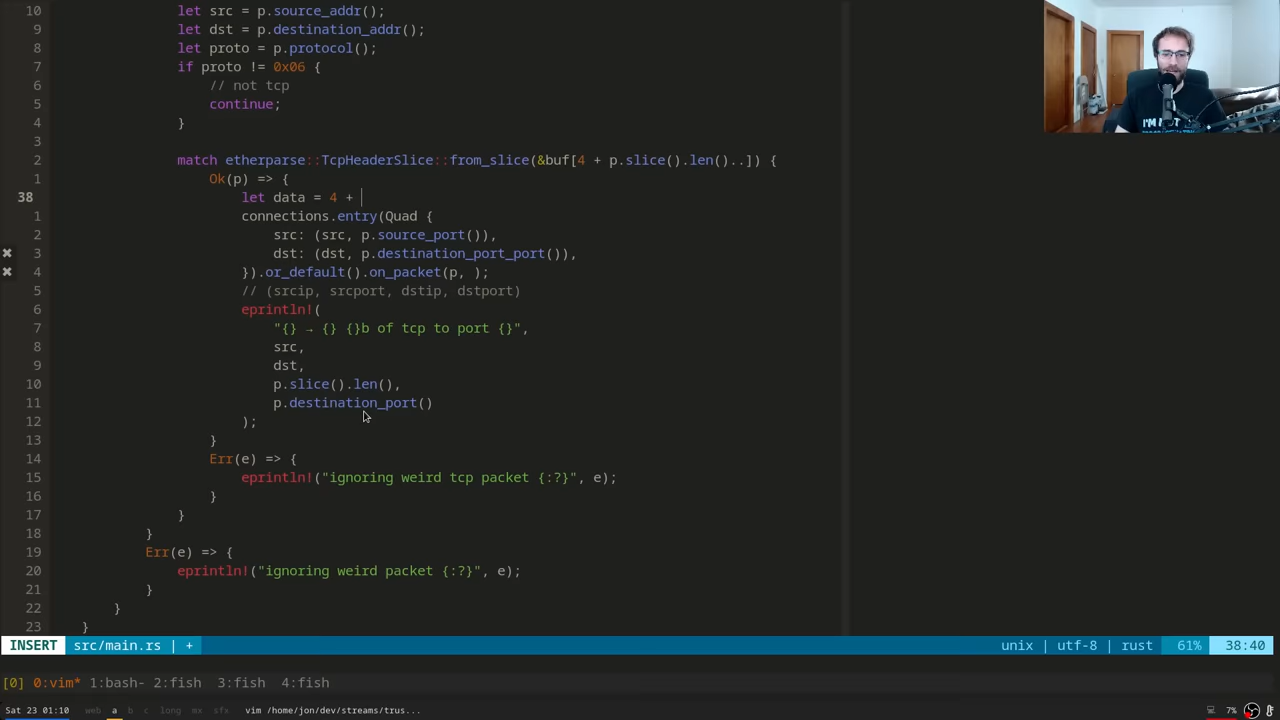 10 let src = p.source_addr();
9 let dst = p.destination_addr();
8 let proto = p.protocol();
7 if proto != 0x06 {
6 // not tcp
5 continue;
4 }
3
2 match etherparse::TcpHeaderSlice::from_slice(&buf[4 + p.slice().len()..]) {
1 Ok(p) => {
38 let data = 4 +
1 connections.entry(Quad {
2 src: (src, p.source_port()),
3 dst: (dst, p.destination_port_port()),
4 }).or_default().on_packet(p, );
5 // (srcip, srcport, dstip, dstport)
6 eprintln!(
7 "{} → {} {}b of tcp to port {}",
8 src,
9 dst,
10 p.slice().len(),
11 p.destination_port()
12 );
13 }
14 Err(e) => {
15 eprintln!("ignoring weird tcp packet {:?}", e);
16 }
17 }
18 }
19 Err(e) => {
20 eprintln!("ignoring weird packet {:?}", e);
21 }
22 }
23 }
INSERT src/main.rs | + unix | utf-8 | rust 61% 38:40
[0] 0:vim* 1:bash- 2:fish 3:fish 4:fish
Sat 23 01:10 web a b c long mx sfx vim /home/jon/dev/streams/trus... 7%
I'M NOT